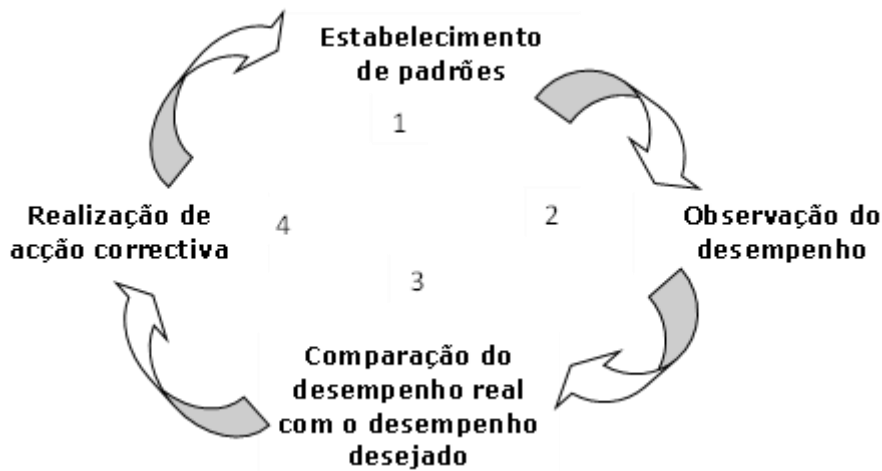 Estabelecimento
de padrões
1
2
Observação do
desempenho
3
Comparação do
desempenho real
com o desempenho
desejado
4
Realização de
acção correctiva